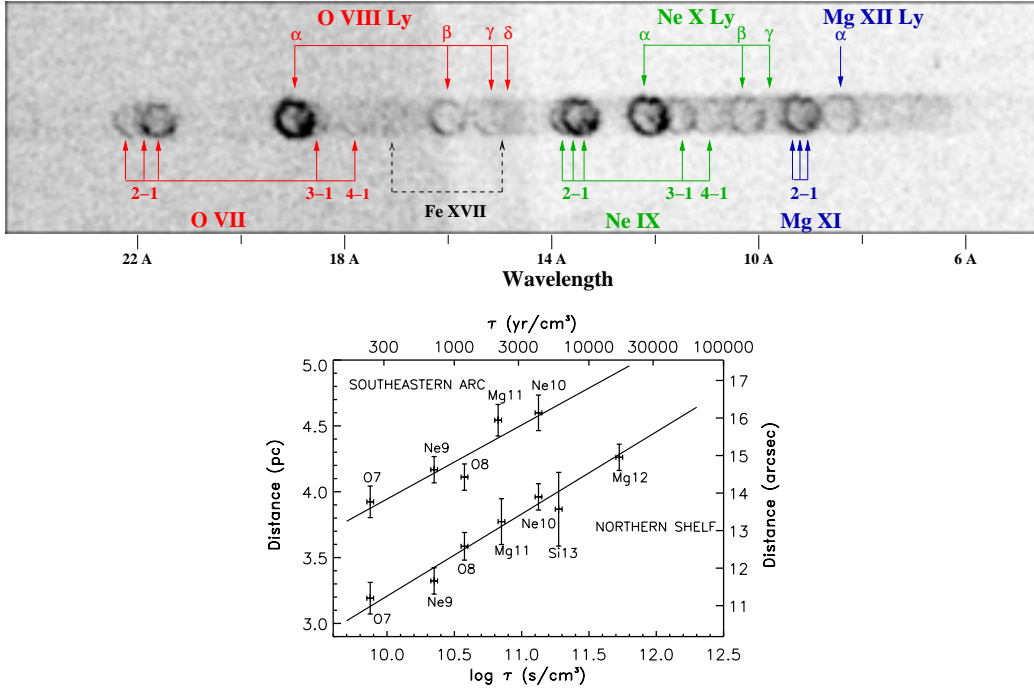 O VIII Ly Ne X Ly Mg XII Ly
α β γ δ α β γ α
2–1 3–1 4–1 2–1 3–1 4–1 2–1
Fe XVII
O VII Ne IX Mg XI
22 A 18 A 14 A 10 A 6 A
Wavelength
τ (yr/cm³)
300 1200 4000 10000 30000 100000
5.0 SOUTHEASTERN ARC Mg11 Ne10 17
4.5 Ne9 O8 16
Distance (pc) O7 Mg12 15 Distance (arcsec)
4.0 Ne10 14
NORTHERN SHELF
Mg11 Si13 13
3.5 O8 12
Ne9
O7 11
3.0
10.0 10.5 11.0 11.5 12.0 12.5
log τ (s/cm³)